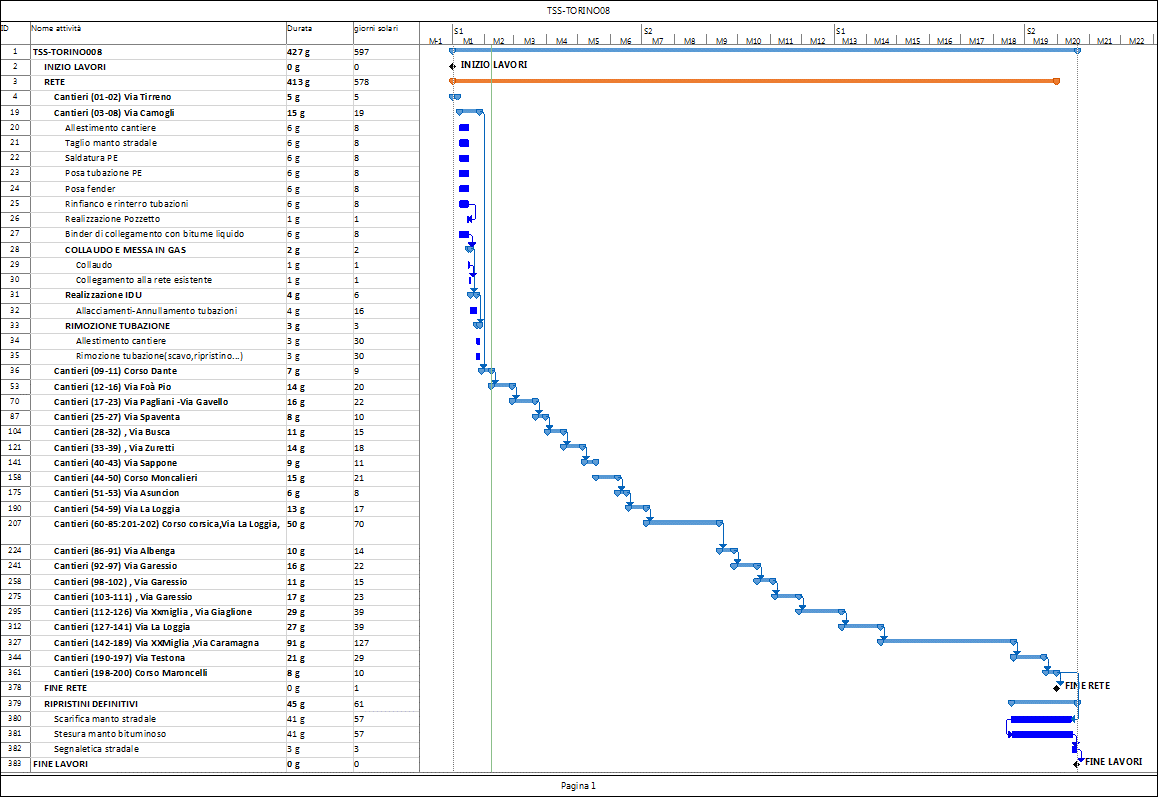 TSS-TORINO08
ID Nome attività Durata giorni solari
S1 S2 S1 S2
M-1 M1 M2 M3 M4 M5 M6 M7 M8 M9 M10 M11 M12 M13 M14 M15 M16 M17 M18 M19 M20 M21 M22
1 TSS-TORINO008 427 g 597
2 INIZIO LAVORI 0 g 0 INIZIO LAVORI
3 RETE 413 g 578
4 Cantieri (01-02) Via Tirreno 5 g 5
19 Cantieri (03-08) Via Camogli 15 g 19
20 Allestimento cantiere 6 g 8
21 Taglio manto stradale 6 g 8
22 Saldatura PE 6 g 8
23 Posa tubazione PE 6 g 8
24 Posa fender 6 g 8
25 Rinfianco e rinterro tubazioni 6 g 8
26 Realizzazione Pozzetto 1 g 1
27 Binder di collegamento con bitume liquido 6 g 8
28 COLLAUDO E MESSA IN GAS 2 g 2
29 Collaudo 1 g 1
30 Collegamento alla rete esistente 1 g 1
31 Realizzazione IDU 4 g 6
32 Allacciamenti-Annullamento tubazioni 4 g 16
33 RIMOZIONE TUBAZIONE 3 g 3
34 Allestimento cantiere 3 g 30
35 Rimozione tubazione(scavo,ripristino...) 3 g 30
36 Cantieri (09-11) Corso Dante 7 g 9
53 Cantieri (12-16) Via Foà Pio 14 g 20
70 Cantieri (17-23) Via Pagliani -Via Gavello 16 g 22
87 Cantieri (25-27) Via Spaventa 8 g 10
104 Cantieri (28-32) , Via Busca 11 g 15
121 Cantieri (33-39) , Via Zuretti 14 g 18
141 Cantieri (40-43) Via Sappone 9 g 11
158 Cantieri (44-50) Corso Moncalieri 15 g 21
175 Cantieri (51-53) Via Asuncion 6 g 8
190 Cantieri (54-59) Via La Loggia 13 g 17
207 Cantieri (60-85:201-202) Corso corsica,Via La Loggia, 50 g 70
224 Cantieri (86-91) Via Albenga 10 g 14
241 Cantieri (92-97) Via Garessio 16 g 22
258 Cantieri (98-102) , Via Garessio 11 g 15
275 Cantieri (103-111) , Via Garessio 17 g 23
295 Cantieri (112-126) Via Xxmiglia , Via Giaglione 29 g 39
312 Cantieri (127-141) Via La Loggia 27 g 39
327 Cantieri (142-189) Via XXMiglia ,Via Caramagna 91 g 127
344 Cantieri (190-197) Via Testona 21 g 29
361 Cantieri (198-200) Corso Maroncelli 8 g 10
378 FINE RETE 0 g 1 FINE RETE
379 RIPRISTINI DEFINITIVI 45 g 61
380 Scarifica manto stradale 41 g 57
381 Stesura manto bituminoso 41 g 57
382 Segnaletica stradale 3 g 3
383 FINE LAVORI 0 g 0 FINE LAVORI
Pagina 1